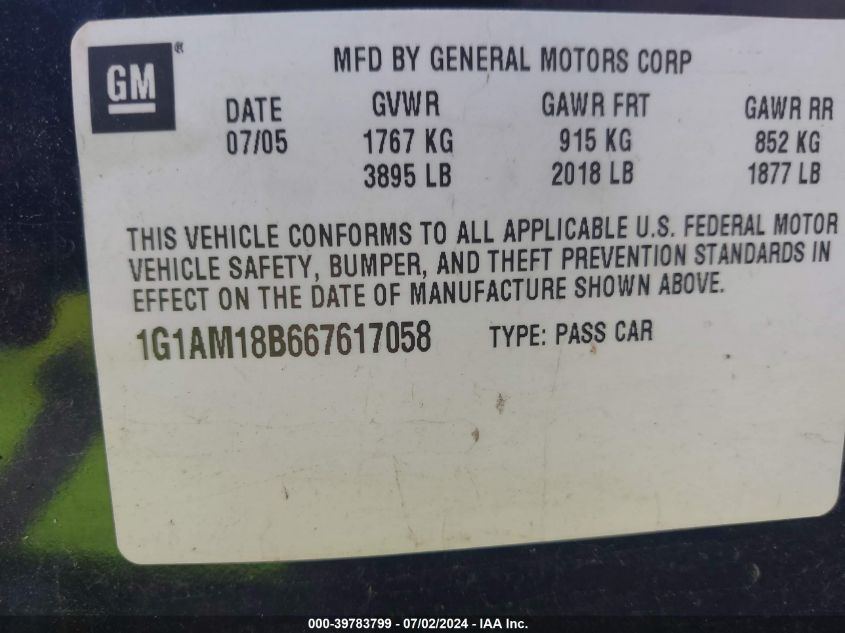 GM ®
MFD BY GENERAL MOTORS CORP
DATE GVWR GAWR FRT GAWR RR
07/05 1767 KG 915 KG 852 KG
3895 LB 2018 LB 1877 LB
THIS VEHICLE CONFORMS TO ALL APPLICABLE U.S. FEDERAL MOTOR
VEHICLE SAFETY, BUMPER, AND THEFT PREVENTION STANDARDS IN
EFFECT ON THE DATE OF MANUFACTURE SHOWN ABOVE.
1G1AM18B667617058 TYPE: PASS CAR
000-39783799 - 07/02/2024 - IAA Inc.